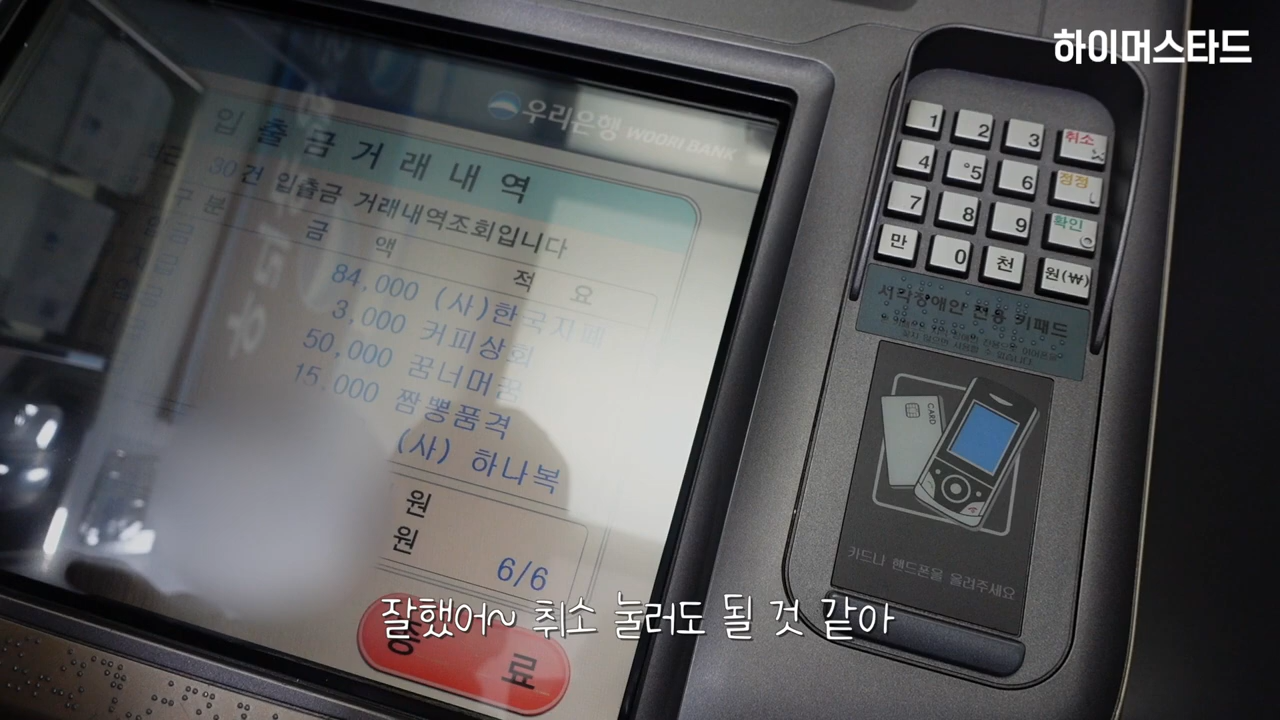 하이머스타드
우리은행 WOORI BANK
입출금거래내역
30건 입출금 거래내역조회입니다
구분 금액 적요
84,000 (사)한국지체
3,000 커피상회
50,000 꿈너머꿈
15,000 짬뽕품격
(사) 하나복
원
원
6/6
종료
1 2 3 취소
4 5 6 정정
7 8 9 확인
만 0 천 원(₩)
시각장애인 전용 키패드
CARD
카드나 핸드폰을 올려주세요
잘했어~ 취소 눌러도 될 것 같아